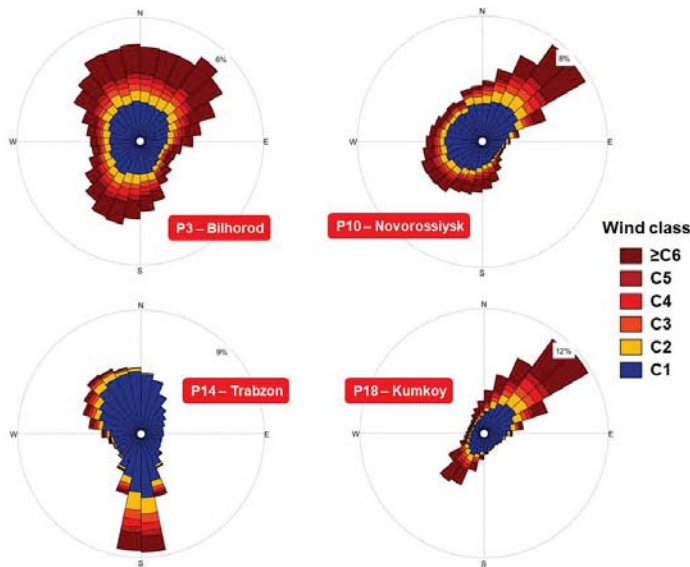 N
6%
W
E
P3 – Bilhorod
S
N
8%
W
E
P10 – Novorossiysk
S
Wind class
≥C6
C5
C4
C3
C2
C1
N
9%
P14 – Trabzon
W
E
S
N
12%
P18 – Kumkoy
W
E
S